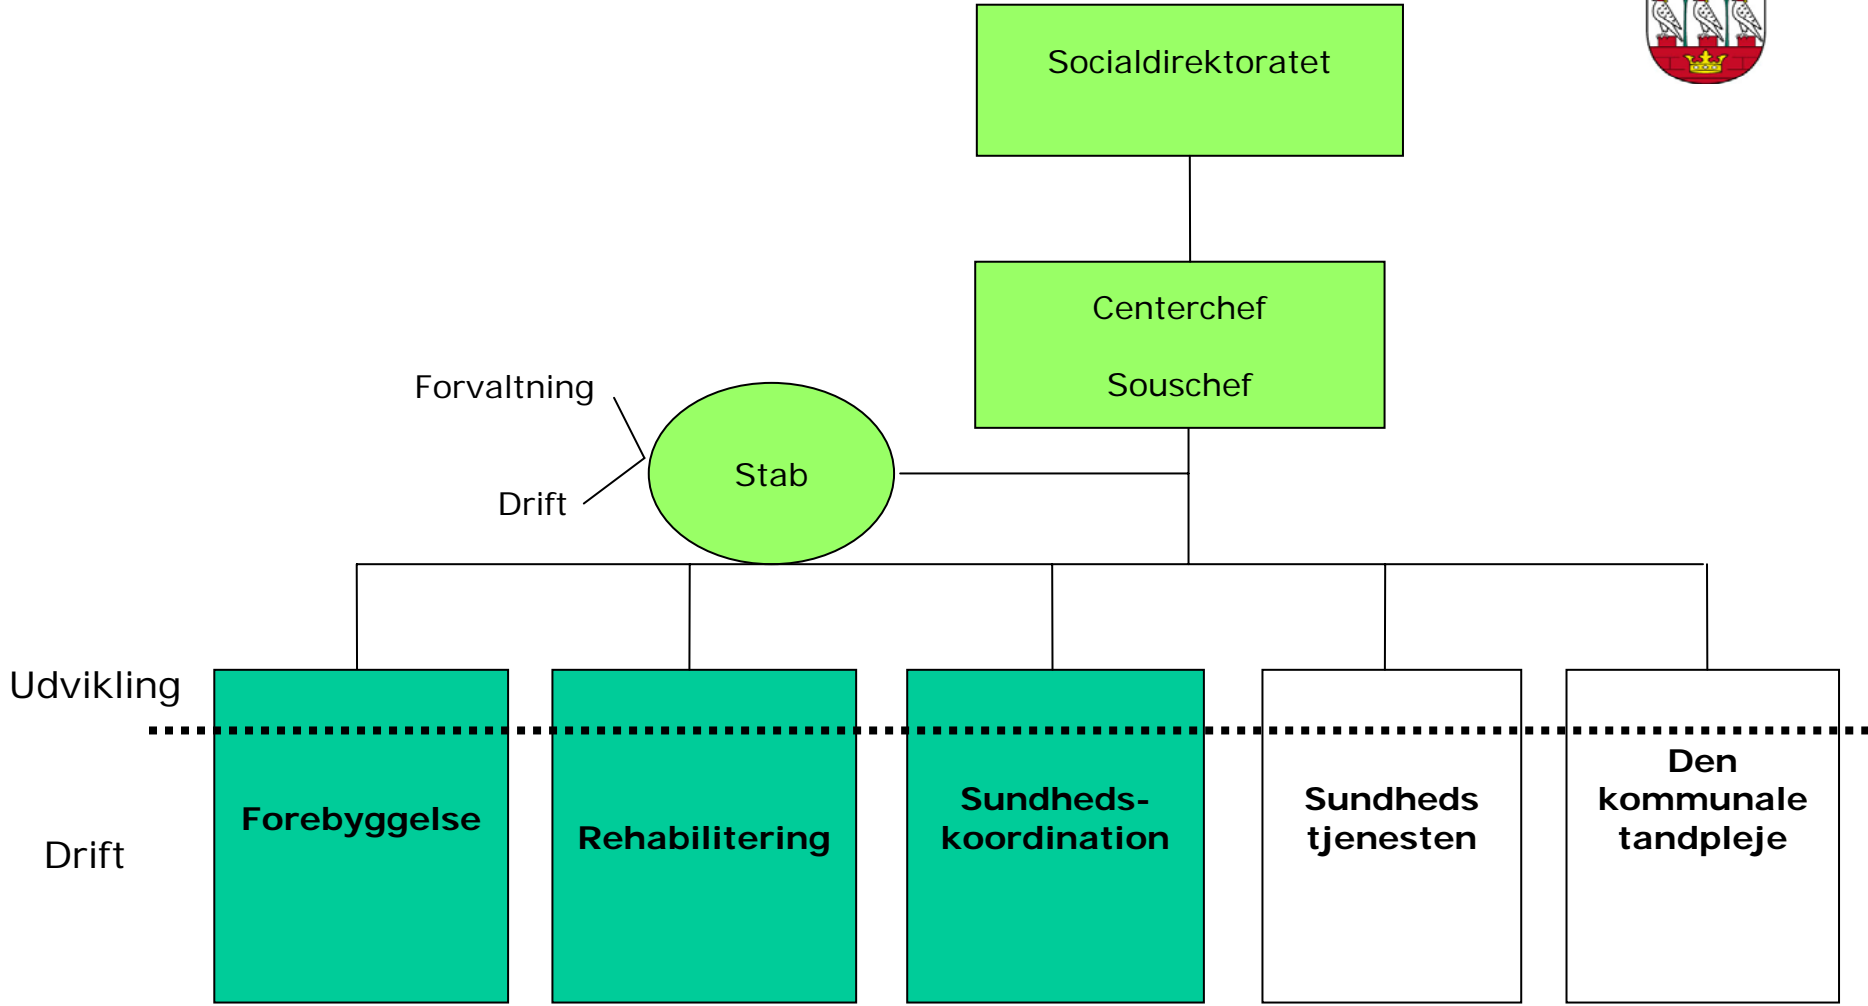 Socialdirektoratet
Centerchef
Souschef
Forvaltning
Stab
Drift
Udvikling
Drift
Forebyggelse
Rehabilitering
Sundheds-
koordination
Sundheds
tjenesten
Den
kommunale
tandpleje